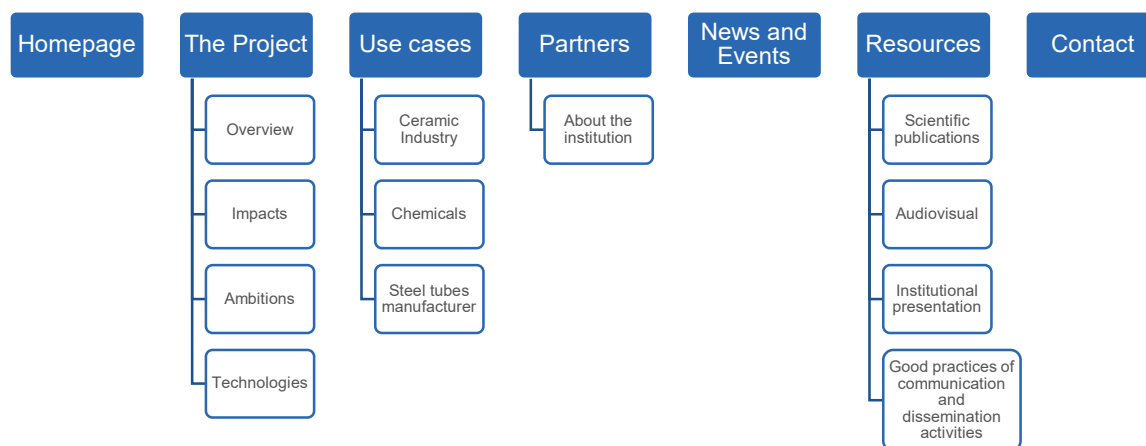 Homepage
The Project
Overview
Impacts
Ambitions
Technologies
Use cases
Ceramic
Industry
Chemicals
Steel tubes
manufacturer
Partners
About the
institution
News and
Events
Resources
Scientific
publications
Audiovisual
Institutional
presentation
Good practices of
communication
and
dissemination
activities
Contact